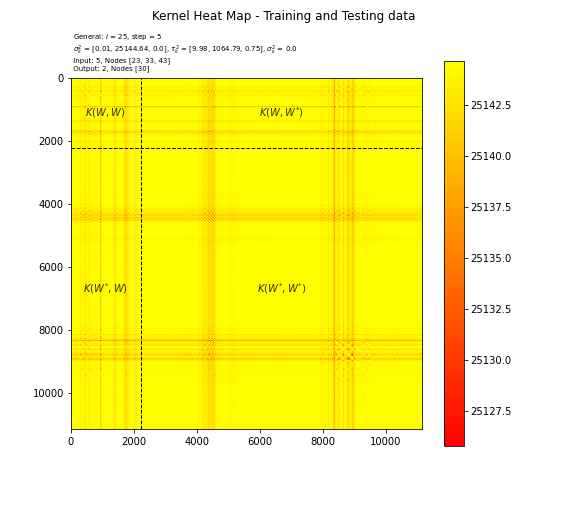 Kernel Heat Map - Training and Testing data
General: l = 25, step = 5
σ_f^2 = [0.01, 25144.64, 0.0], τ_f^2 = [9.98, 1064.79, 0.75], σ_ε^2 = 0.0
Input: 5, Nodes [23, 33, 43]
Output: 2, Nodes [30]
0
2000
4000
6000
8000
10000
K(W, W)
K(W, W*)
K(W*, W)
K(W*, W*)
0 2000 4000 6000 8000 10000
25142.5
25140.0
25137.5
25135.0
25132.5
25130.0
25127.5